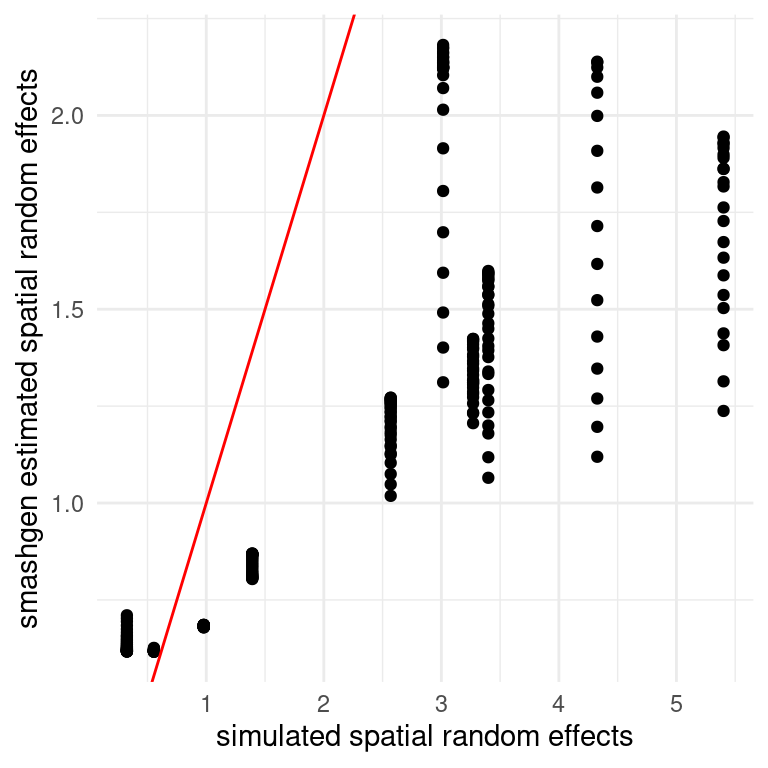 smashgen estimated spatial random effects
2.0
1.5
1.0
1 2 3 4 5
simulated spatial random effects